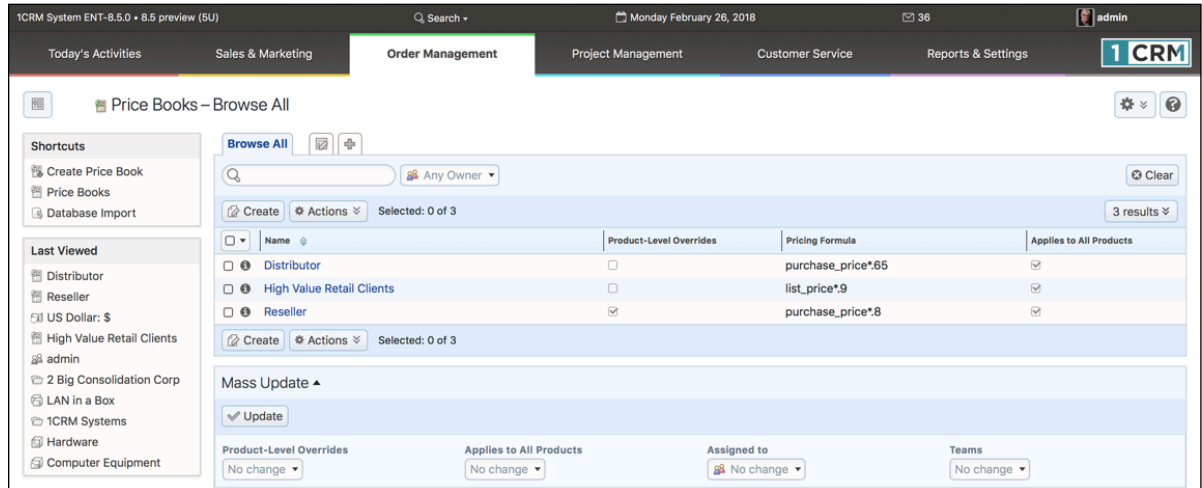 1CRM System ENT-8.5.0 • 8.5 preview (5U) Search Monday February 26, 2018 36 admin
Today's Activities Sales & Marketing Order Management Project Management Customer Service Reports & Settings 1 CRM
Price Books – Browse All
Shortcuts
Create Price Book
Price Books
Database Import
Last Viewed
Distributor
Reseller
US Dollar: $
High Value Retail Clients
admin
2 Big Consolidation Corp
LAN in a Box
1CRM Systems
Hardware
Computer Equipment
Browse All
Any Owner Clear
Create Actions Selected: 0 of 3 3 results
Name Product-Level Overrides Pricing Formula Applies to All Products
Distributor purchase_price*.65
High Value Retail Clients list_price*.9
Reseller purchase_price*.8
Create Actions Selected: 0 of 3
Mass Update
Update
Product-Level Overrides Applies to All Products Assigned to Teams
No change No change No change No change